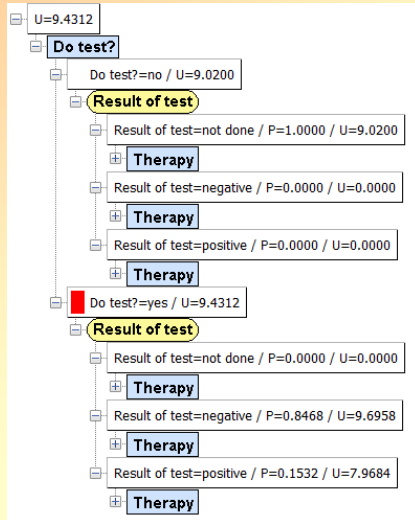 U=9.4312
Do test?
Do test?=no / U=9.0200
Result of test
Result of test=not done / P=1.0000 / U=9.0200
Therapy
Result of test=negative / P=0.0000 / U=0.0000
Therapy
Result of test=positive / P=0.0000 / U=0.0000
Therapy
Do test?=yes / U=9.4312
Result of test
Result of test=not done / P=0.0000 / U=0.0000
Therapy
Result of test=negative / P=0.8468 / U=9.6958
Therapy
Result of test=positive / P=0.1532 / U=7.9684
Therapy